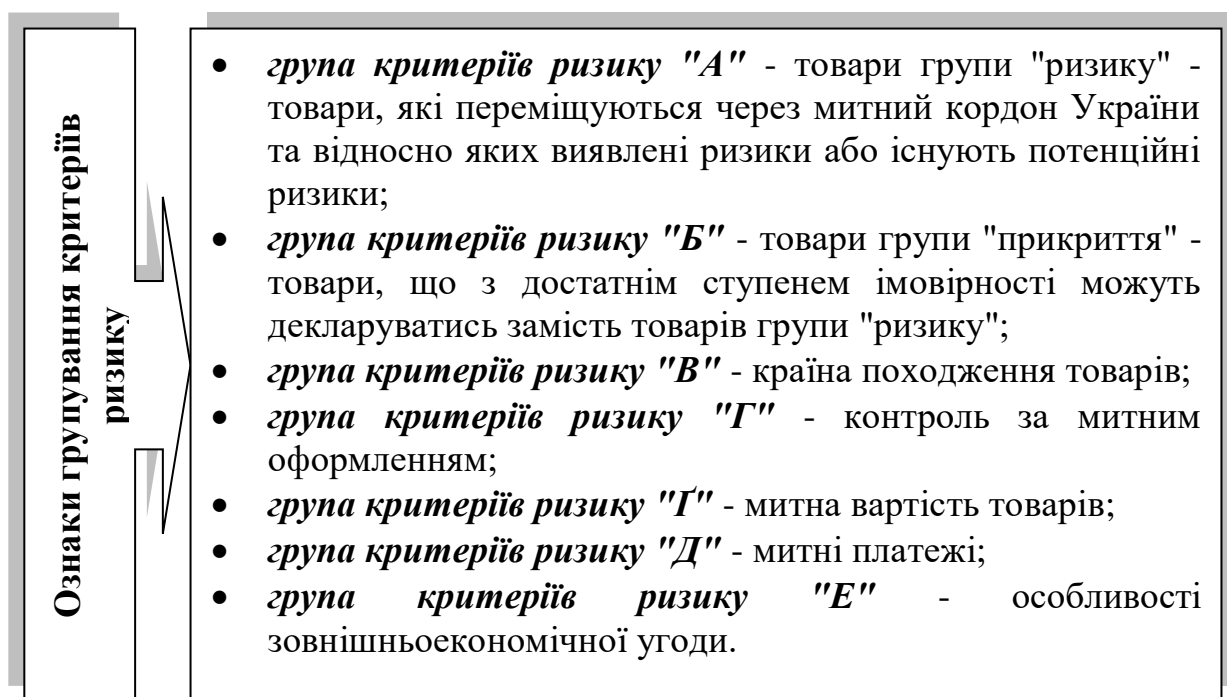 Ознаки групування критеріїв
ризику
• група критеріїв ризику "А" - товари групи "ризику" -
товари, які переміщуються через митний кордон України
та відносно яких виявлені ризики або існують потенційні
ризики;
• група критеріїв ризику "Б" - товари групи "прикриття" -
товари, що з достатнім ступенем імовірності можуть
декларуватись замість товарів групи "ризику";
• група критеріїв ризику "В" - країна походження товарів;
• група критеріїв ризику "Г" - контроль за митним
оформленням;
• група критеріїв ризику "Ґ" - митна вартість товарів;
• група критеріїв ризику "Д" - митні платежі;
• група критеріїв ризику "Е" - особливості
зовнішньоекономічної угоди.